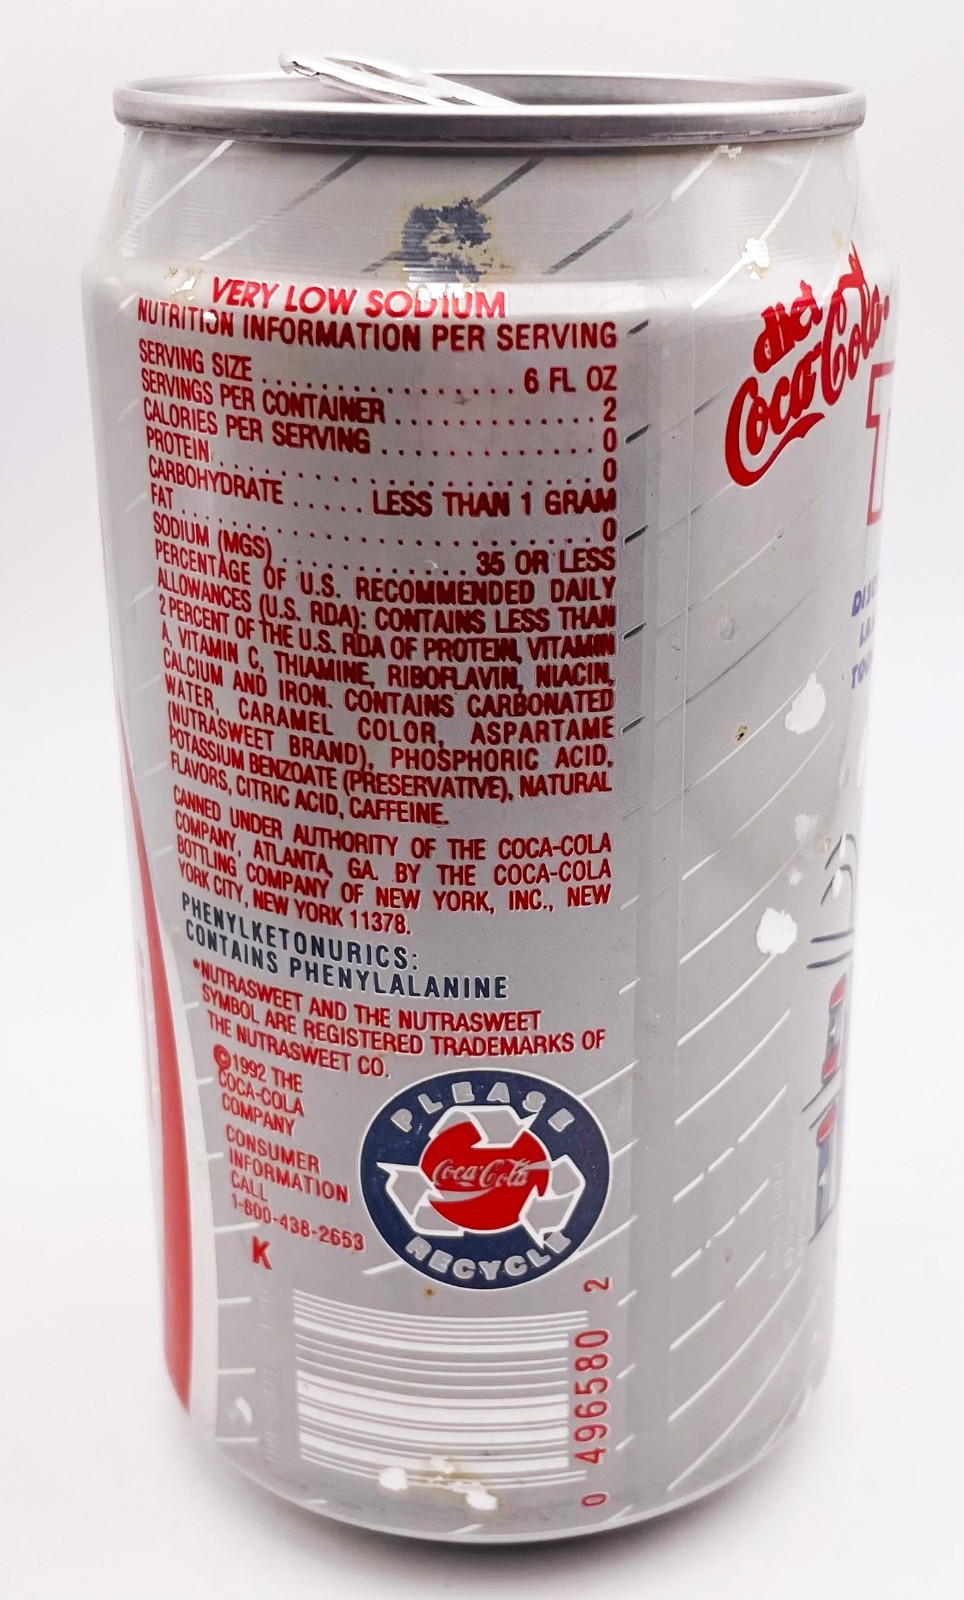 VERY LOW SODIUM
NUTRITION INFORMATION PER SERVING
SERVING SIZE ................. 6 FL OZ
SERVINGS PER CONTAINER .............. 2
CALORIES PER SERVING .............. 0
PROTEIN ......................... 0
CARBOHYDRATE ..... LESS THAN 1 GRAM
FAT ........................... 0
SODIUM (MGS) ............. 35 OR LESS
PERCENTAGE OF U.S. RECOMMENDED DAILY
ALLOWANCES (U.S. RDA): CONTAINS LESS THAN
2 PERCENT OF THE U.S. RDA OF PROTEIN, VITAMIN
A, VITAMIN C, THIAMINE, RIBOFLAVIN, NIACIN,
CALCIUM AND IRON. CONTAINS CARBONATED
WATER, CARAMEL COLOR, ASPARTAME
(NUTRASWEET BRAND), PHOSPHORIC ACID,
POTASSIUM BENZOATE (PRESERVATIVE), NATURAL
FLAVORS, CITRIC ACID, CAFFEINE.
CANNED UNDER AUTHORITY OF THE COCA-COLA
COMPANY, ATLANTA, GA. BY THE COCA-COLA
BOTTLING COMPANY OF NEW YORK, INC., NEW
YORK CITY, NEW YORK 11378.
PHENYLKETONURICS:
CONTAINS PHENYLALANINE
*NUTRASWEET AND THE NUTRASWEET
SYMBOL ARE REGISTERED TRADEMARKS OF
THE NUTRASWEET CO.
©1992 THE
COCA-COLA
COMPANY
CONSUMER
INFORMATION
CALL
1-800-438-2653
K
PLEASE
Coca-Cola
RECYCLE
0 496580 2
diet
Coca-Cola